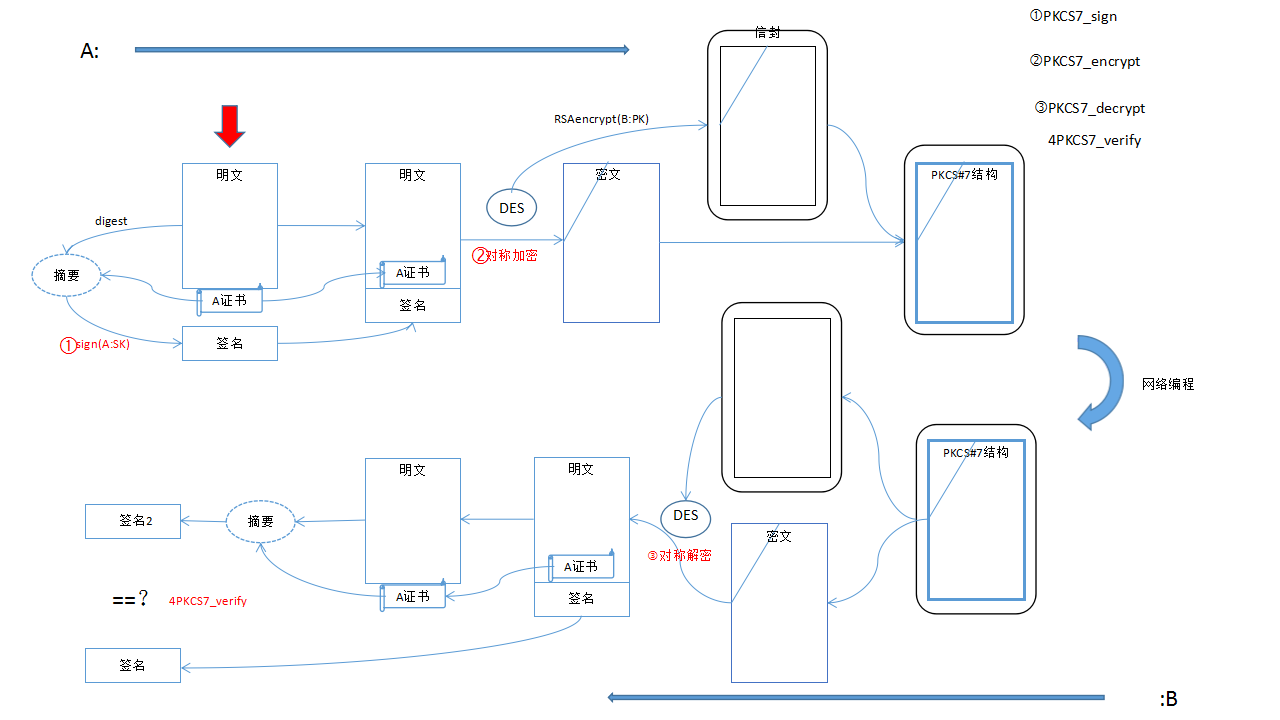 A:
信封
①PKCS7_sign
②PKCS7_encrypt
③PKCS7_decrypt
4PKCS7_verify
RSAencrypt(B:PK)
明文
明文
密文
PKCS#7结构
DES
digest
②对称加密
摘要
A证书
A证书
签名
①sign(A:SK)
签名
网络编程
PKCS#7结构
明文
明文
DES
签名2
摘要
密文
③对称解密
A证书
A证书
签名
==?
4PKCS7_verify
签名
:B